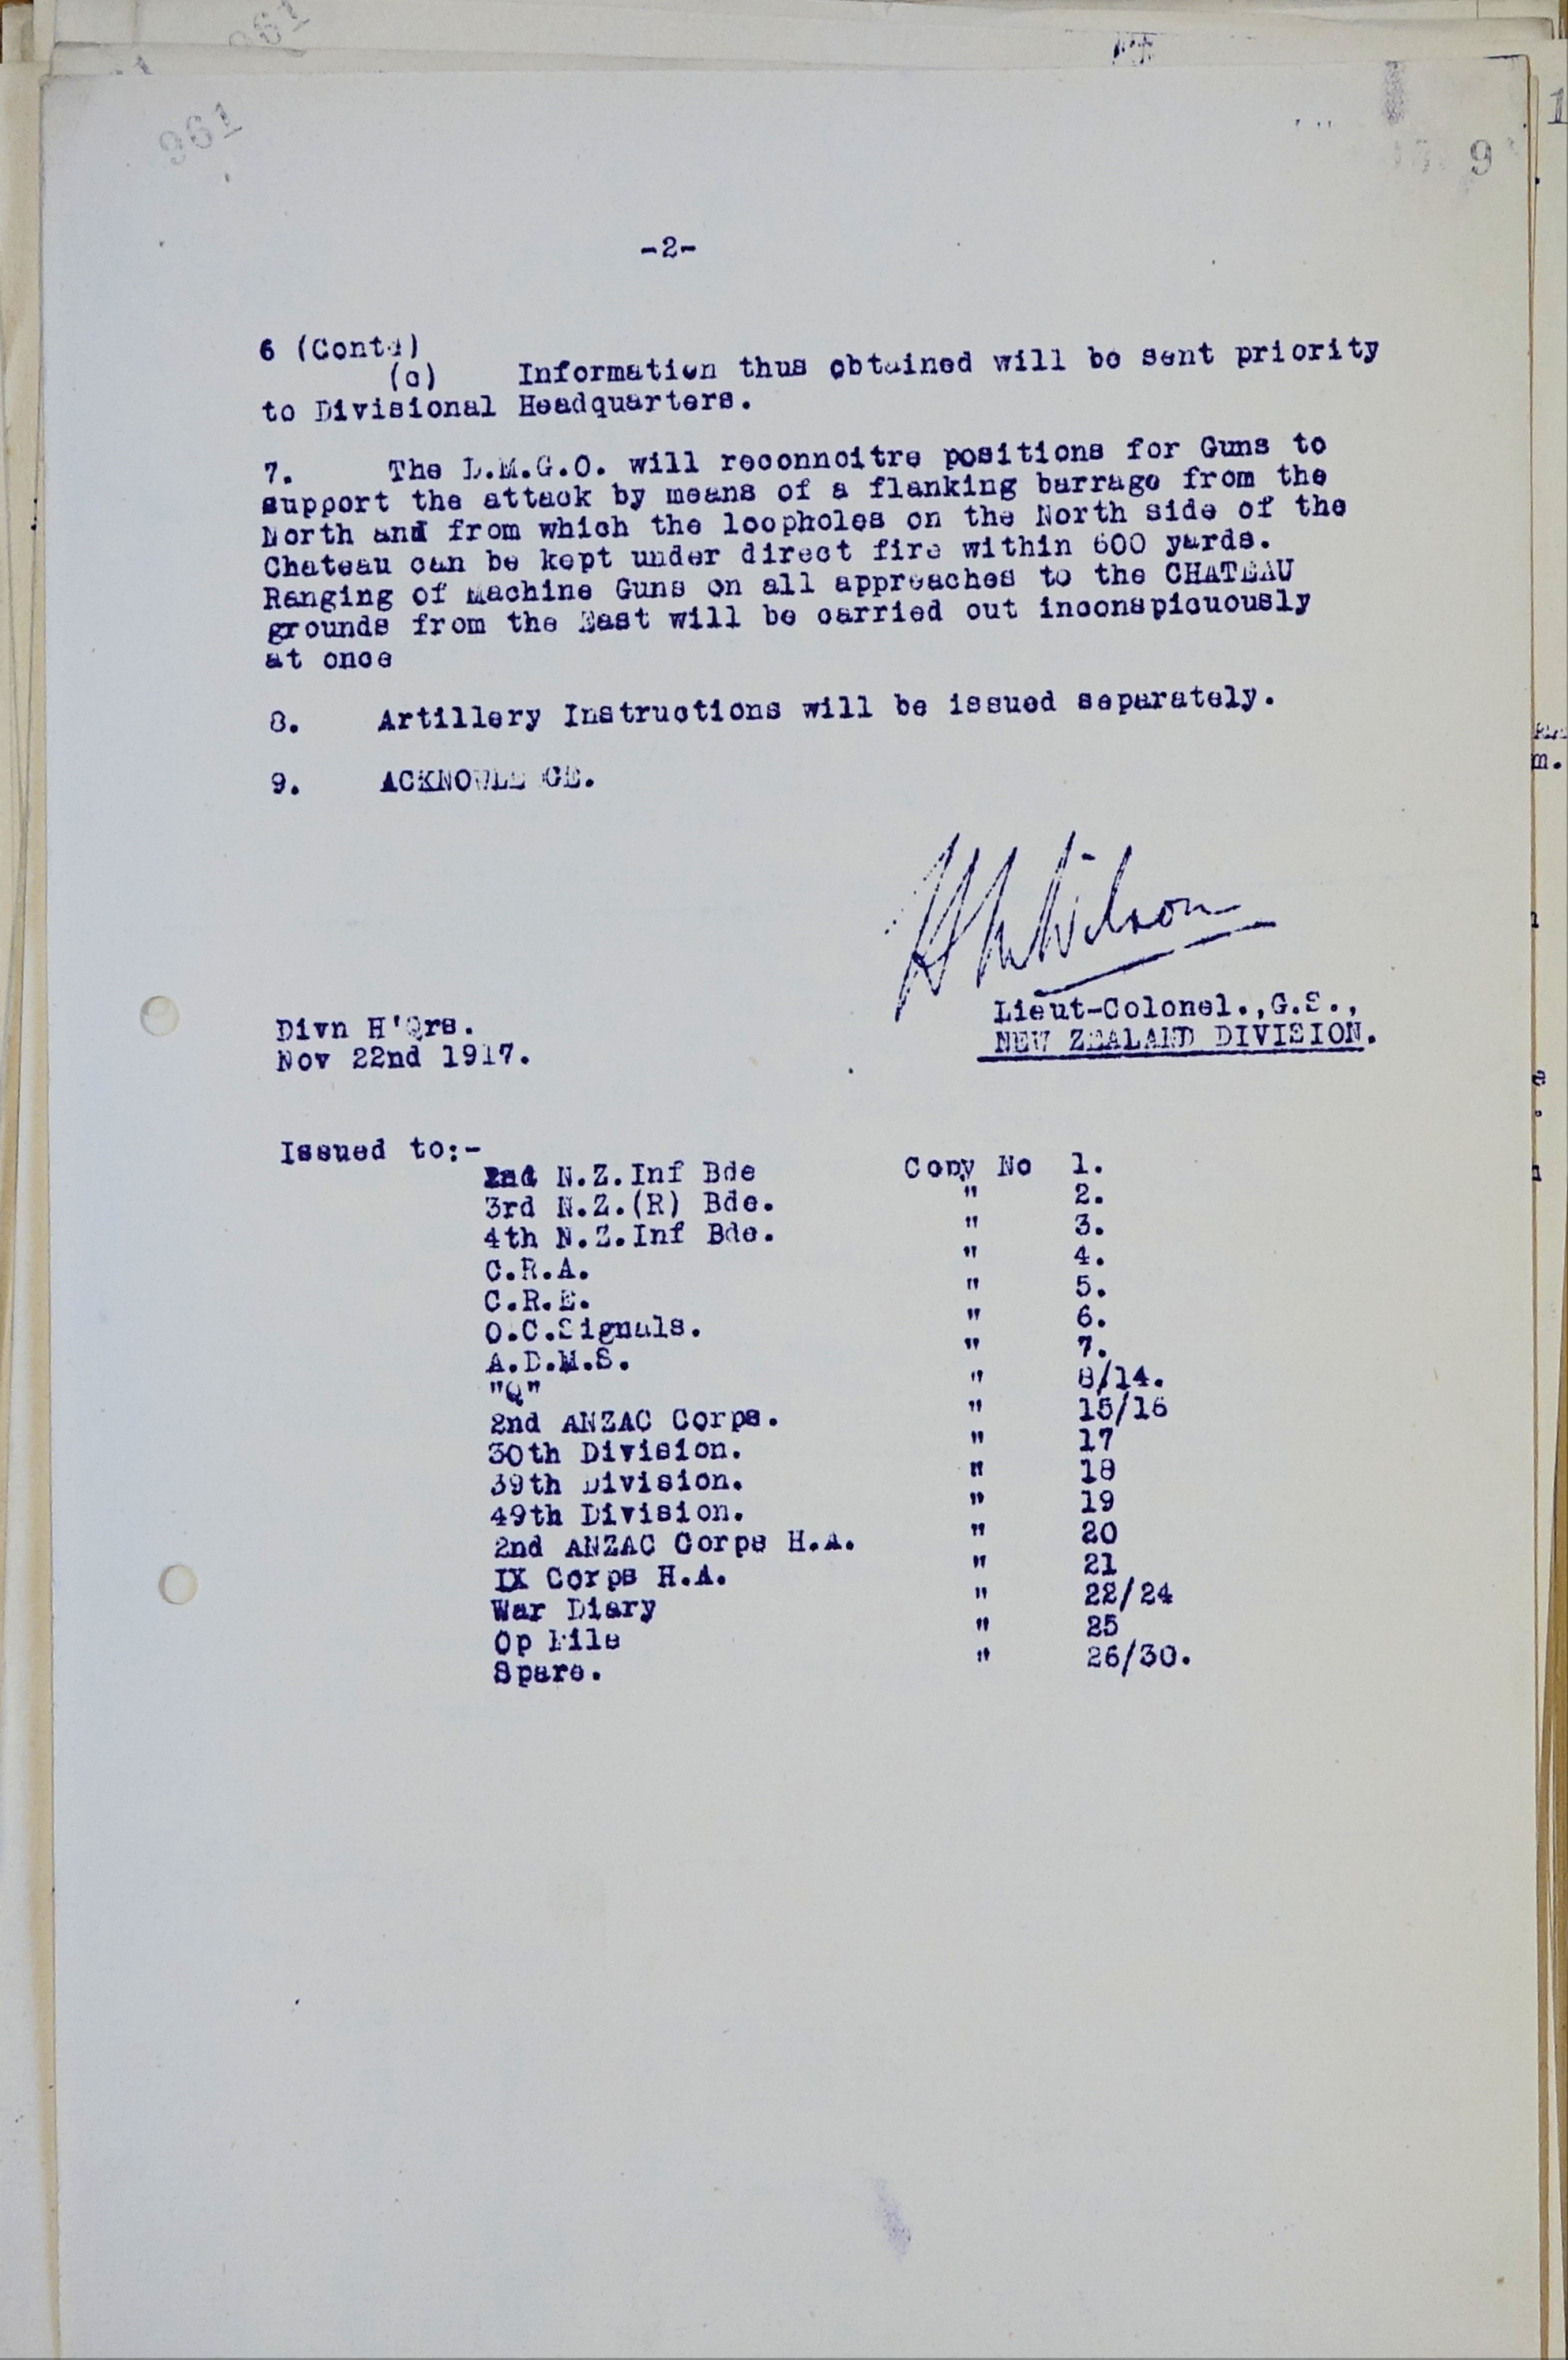 961
961
9
-2-
6 (Contd)
(c) Information thus obtained will be sent priority
to Divisional Headquarters.
7. The D.M.G.O. will reconnoitre positions for Guns to
support the attack by means of a flanking barrage from the
North and from which the loopholes on the North side of the
Chateau can be kept under direct fire within 600 yards.
Ranging of Machine Guns on all approaches to the CHATEAU
grounds from the East will be carried out inconspicuously
at once
8. Artillery Instructions will be issued separately.
9. ACKNOWLEDGE.
Wilson
Lieut-Colonel.,G.S.,
NEW ZEALAND DIVISION.
Divn H'Qrs.
Nov 22nd 1917.
Issued to:-
2nd N.Z.Inf Bde Copy No 1.
3rd N.Z.(R) Bde. " 2.
4th N.Z.Inf Bde. " 3.
C.R.A. " 4.
C.R.E. " 5.
O.C.Signals. " 6.
A.D.M.S. " 7.
"Q" " 8/14.
2nd ANZAC Corps. " 15/16
30th Division. " 17
39th Division. " 18
49th Division. " 19
2nd ANZAC Corps H.A. " 20
IX Corps H.A. " 21
War Diary " 22/24
Op File " 25
Spare. " 26/30.